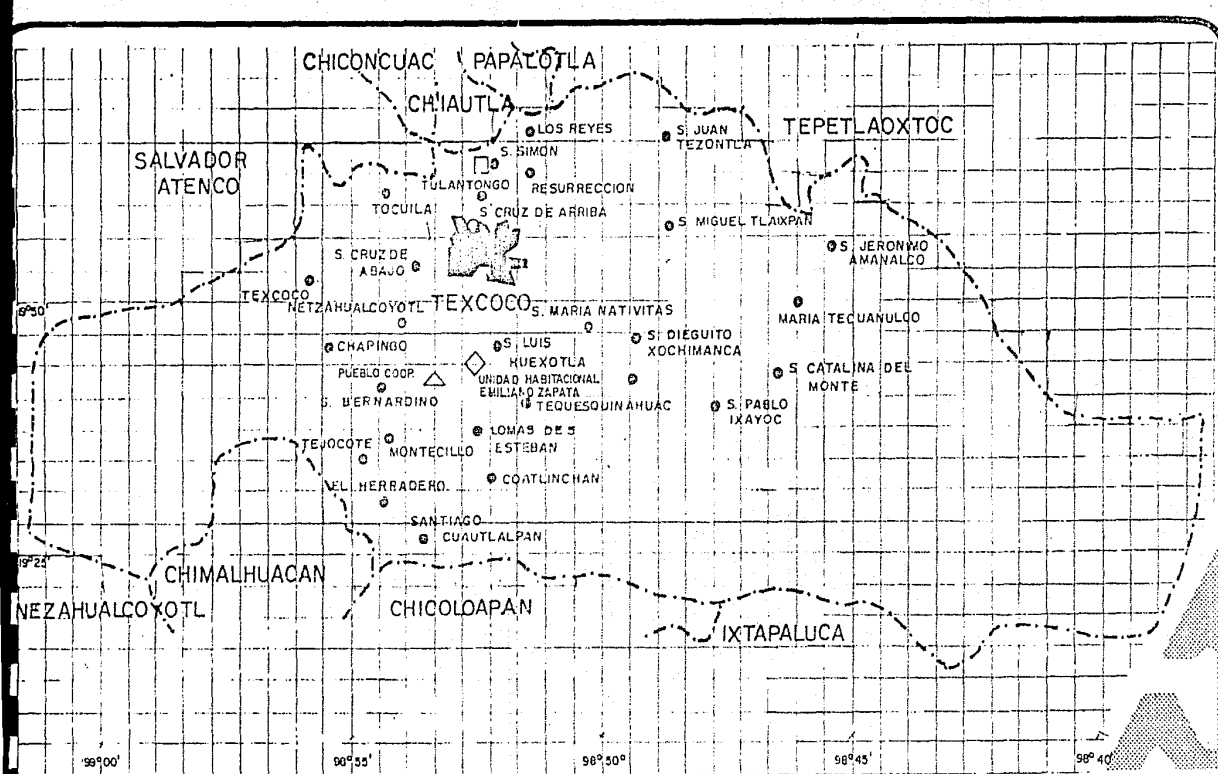 CHICONCUAC
PAPALOTLA
CHIAUTLA
LOS REYES
S. JUAN
TEZONTLA
TEPETLAOXTOC
SALVADOR
ATENCO
S. SIMON
TULANTONGO
RESURRECCION
TOCUILA
S. CRUZ DE ARRIBA
S. MIGUEL TLAIXPAN
S. CRUZ DE
ABAJO
S. JERONIMO
AMANALCO
TEXCOCO
NETZAHUALCOYOTL
TEXCOCO
S. MARIA NATIVITAS
MARIA TECUANULCO
CHAPINGO
S. LUIS
HUEXOTLA
S. DIEGUITO
XOCHIMANCA
PUEBLO COOP.
S. BERNARDINO
UNIDAD HABITACIONAL
EMILIANO ZAPATA
TEQUESQUINAHUAC
S CATALINA DEL
MONTE
S. PABLO
IXAYOC
LOMAS DE S
ESTEBAN
TEJOCOTE
MONTECILLO
COATLINCHAN
EL HERRADERO
SANTIAGO
CUAUTLALPAN
19°25'
CHIMALHUACAN
NEZAHUALCOYOTL
CHICOLOAPAN
IXTAPALUCA
99°00'
98°55'
98°50'
98°45'
98°40'